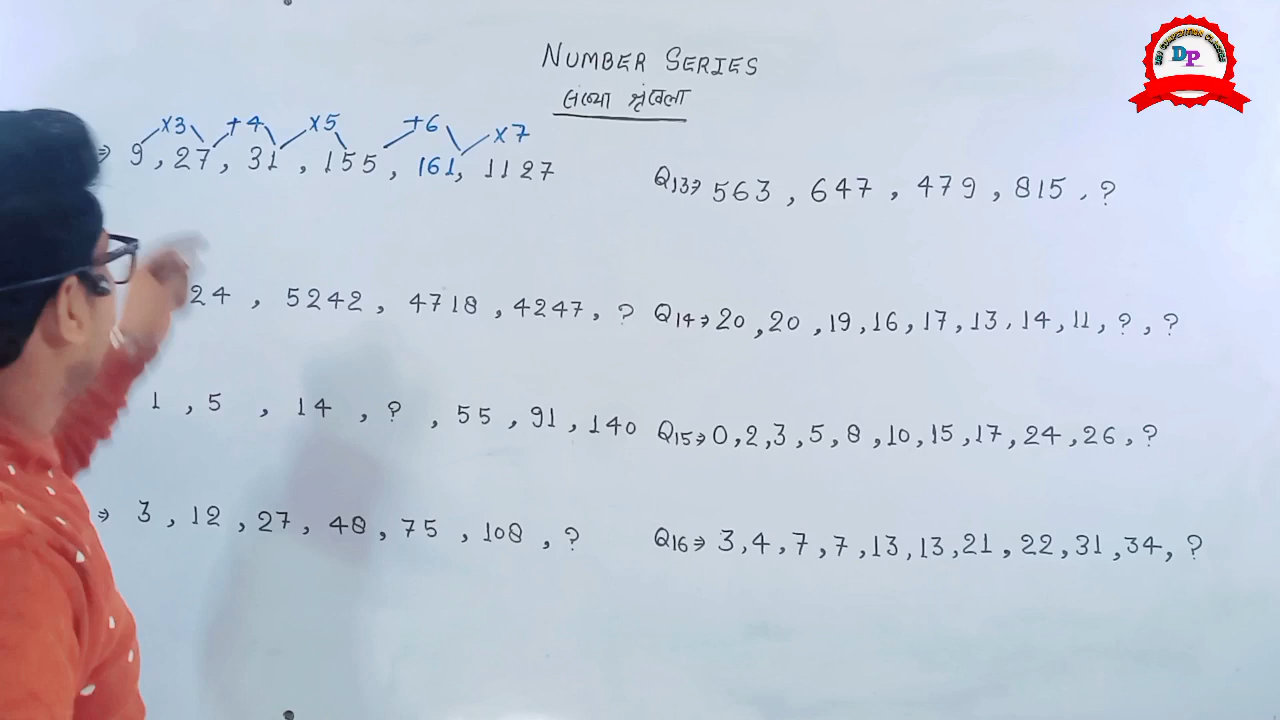 NUMBER SERIES
संख्या श्रृंखला
×3 +4 ×5 +6 ×7
⇒ 9, 27, 31, 155, 161, 1127
24, 5242, 4718, 4247, ?
1, 5, 14, ?, 55, 91, 140
⇒ 3, 12, 27, 48, 75, 108, ?
Q13⇒ 563, 647, 479, 815, ?
Q14⇒ 20, 20, 19, 16, 17, 13, 14, 11, ?, ?
Q15⇒ 0, 2, 3, 5, 8, 10, 15, 17, 24, 26, ?
Q16⇒ 3, 4, 7, 7, 13, 13, 21, 22, 31, 34, ?
DP